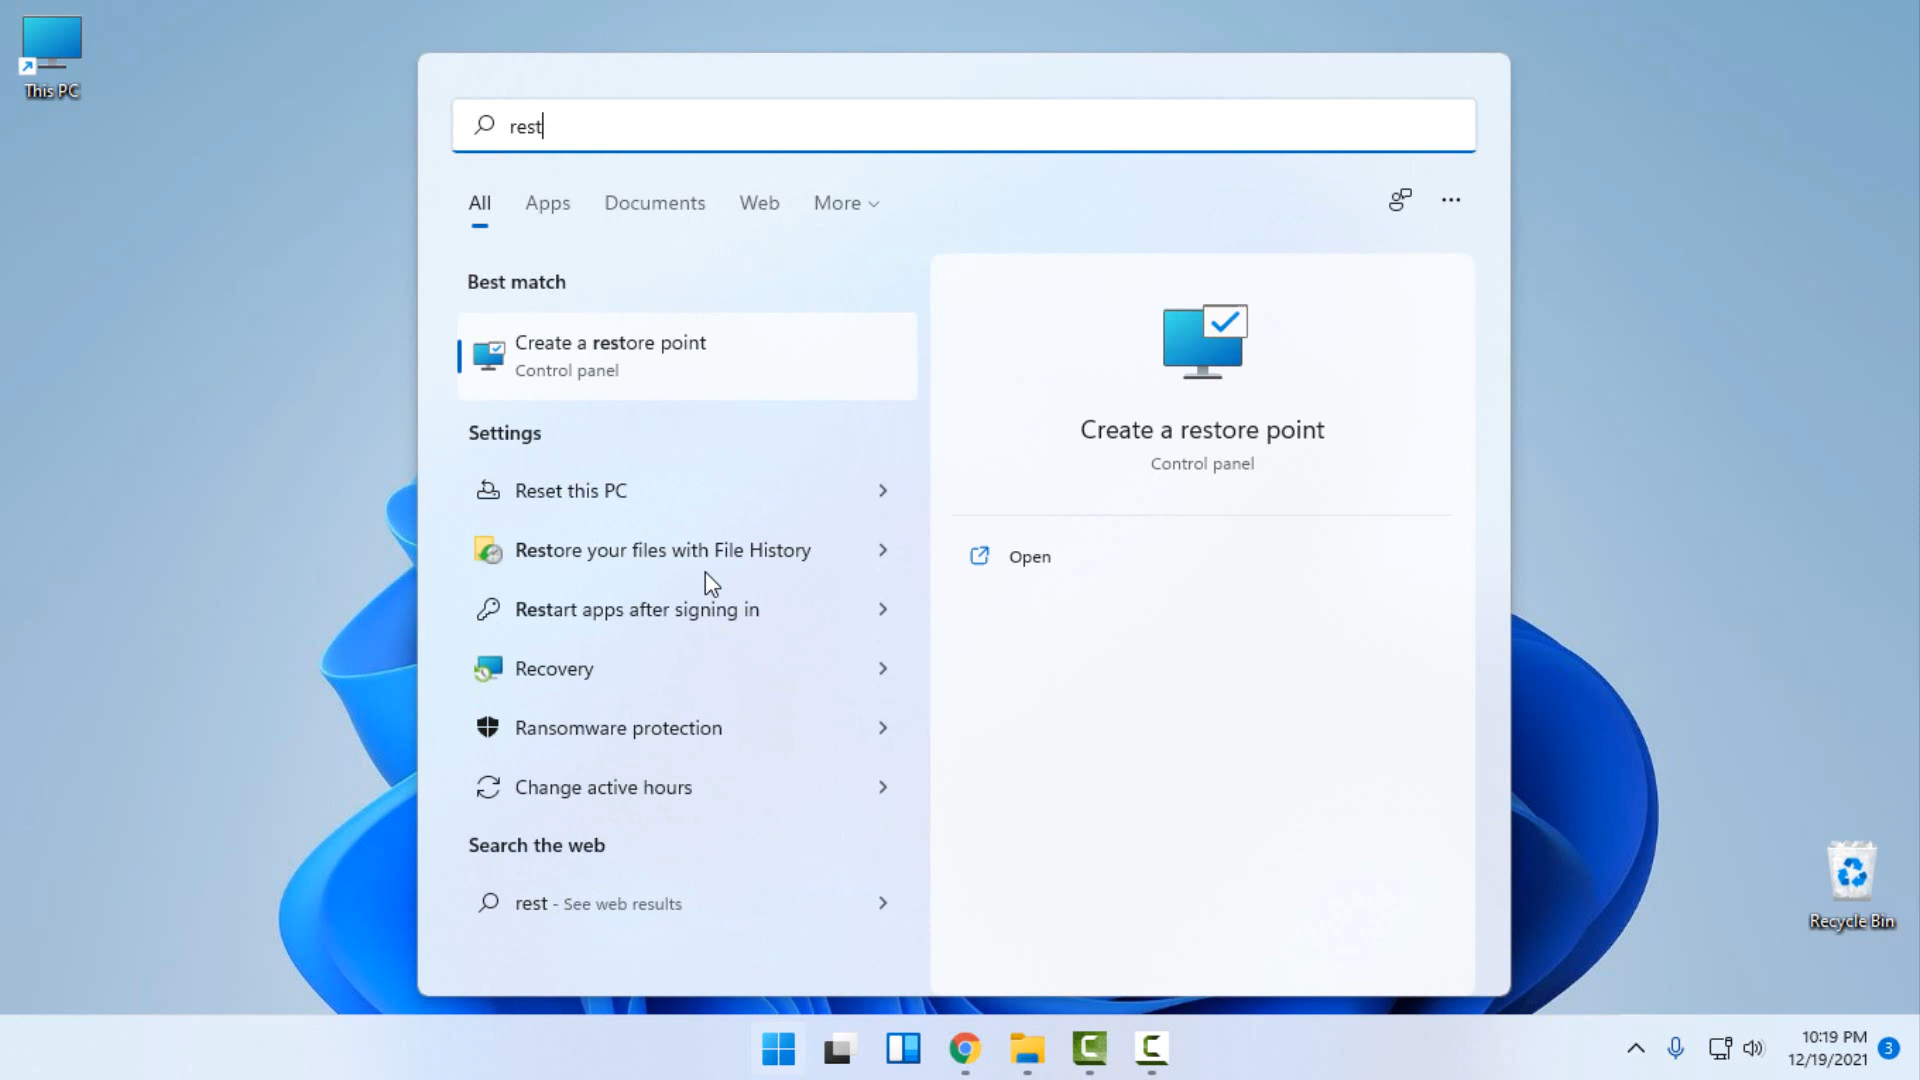 This PC
rest
All Apps Documents Web More
Best match
Create a restore point
Control panel
Settings
Reset this PC
Restore your files with File History
Restart apps after signing in
Recovery
Ransomware protection
Change active hours
Search the web
rest - See web results
Create a restore point
Control panel
Open
Recycle Bin
10:19 PM
12/19/2021
3